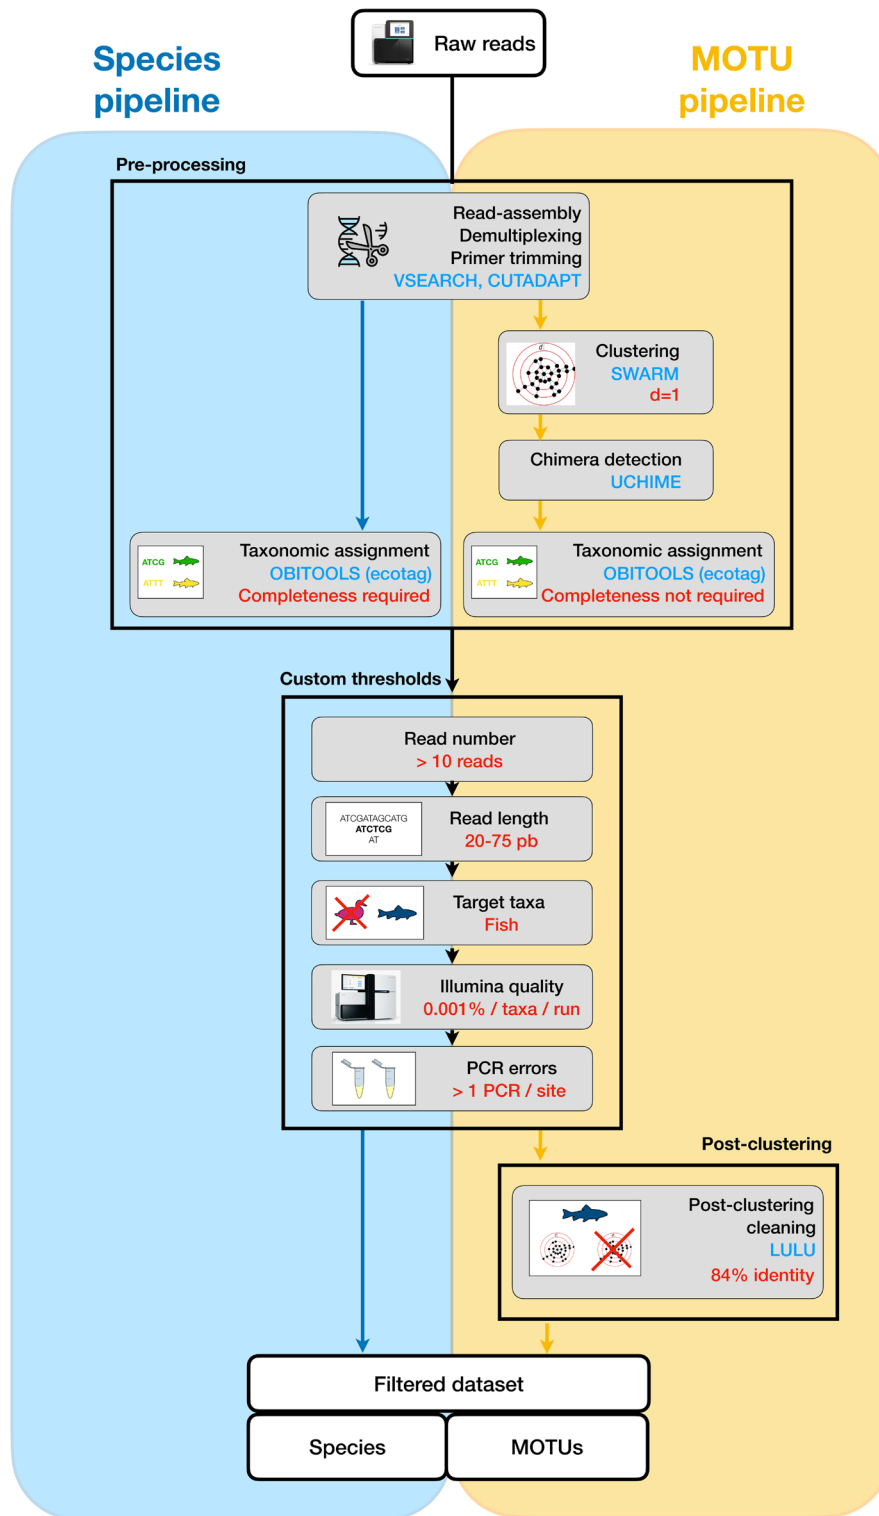 Raw reads
Species
pipeline
MOTU
pipeline
Pre-processing
Read-assembly
Demultiplexing
Primer trimming
VSEARCH, CUTADAPT
d
Clustering
SWARM
d=1
Chimera detection
UCHIME
ATCG
ATTT
Taxonomic assignment
OBITOOLS (ecotag)
Completeness required
ATCG
ATTT
Taxonomic assignment
OBITOOLS (ecotag)
Completeness not required
Custom thresholds
Read number
> 10 reads
ATCGATAGCATG
ATCTCG
AT
Read length
20-75 pb
Target taxa
Fish
Illumina quality
0.001% / taxa / run
PCR errors
> 1 PCR / site
Post-clustering
Post-clustering
cleaning
LULU
84% identity
Filtered dataset
Species
MOTUs